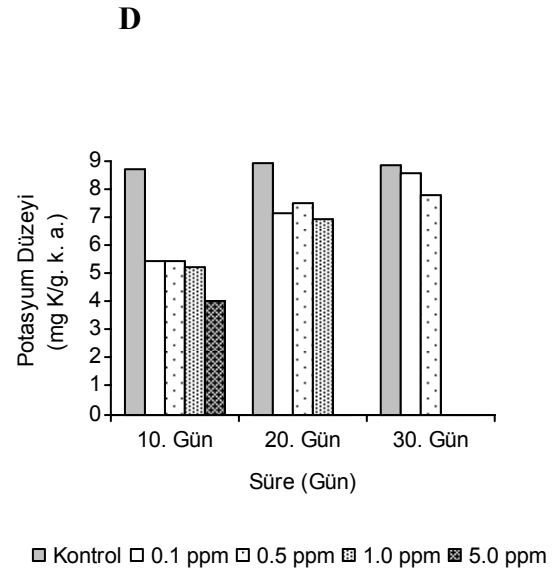 D
Potasyum Düzeyi
(mg K/g. k. a.)
9
8
7
6
5
4
3
2
1
0
10. Gün 20. Gün 30. Gün
Süre (Gün)
Kontrol 0.1 ppm 0.5 ppm 1.0 ppm 5.0 ppm